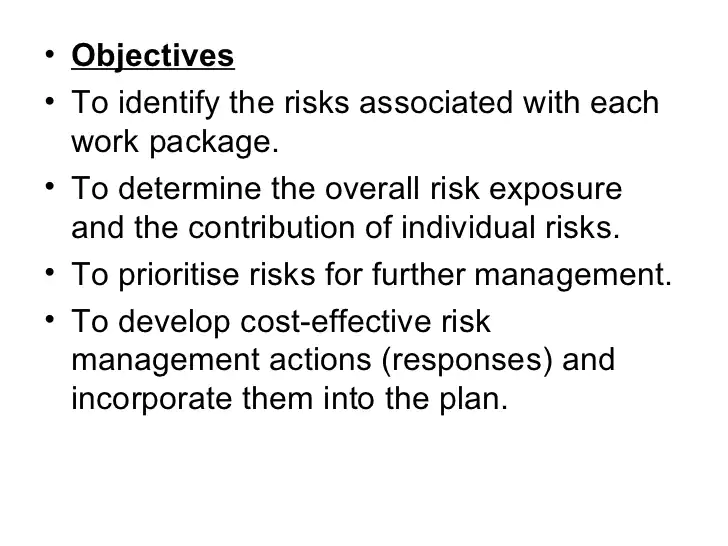 • Objectives
• To identify the risks associated with each
work package.
• To determine the overall risk exposure
and the contribution of individual risks.
• To prioritise risks for further management.
• To develop cost-effective risk
management actions (responses) and
incorporate them into the plan.